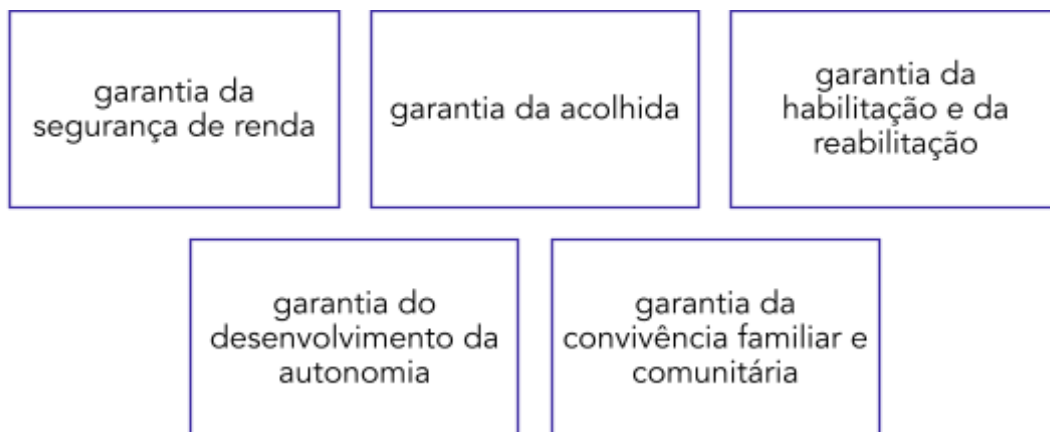 garantia da
segurança de renda
garantia da acolhida
garantia da
habilitação e da
reabilitação
garantia do
desenvolvimento da
autonomia
garantia da
convivência familiar e
comunitária